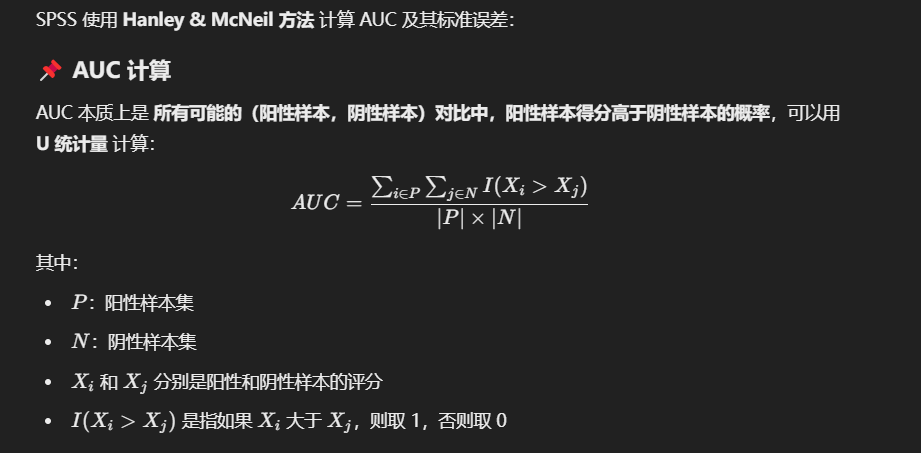 SPSS 使用 Hanley & McNeil 方法 计算 AUC 及其标准误差：
📌 AUC 计算
AUC 本质上是 所有可能的（阳性样本，阴性样本）对比中，阳性样本得分高于阴性样本的概率，可以用
U 统计量 计算：
AUC = \frac{\sum_{i \in P} \sum_{j \in N} I(X_i > X_j)}{|P| \times |N|}
其中：
• P：阳性样本集
• N：阴性样本集
• X_i 和 X_j 分别是阳性和阴性样本的评分
• I(X_i > X_j) 是指如果 X_i 大于 X_j，则取 1，否则取 0